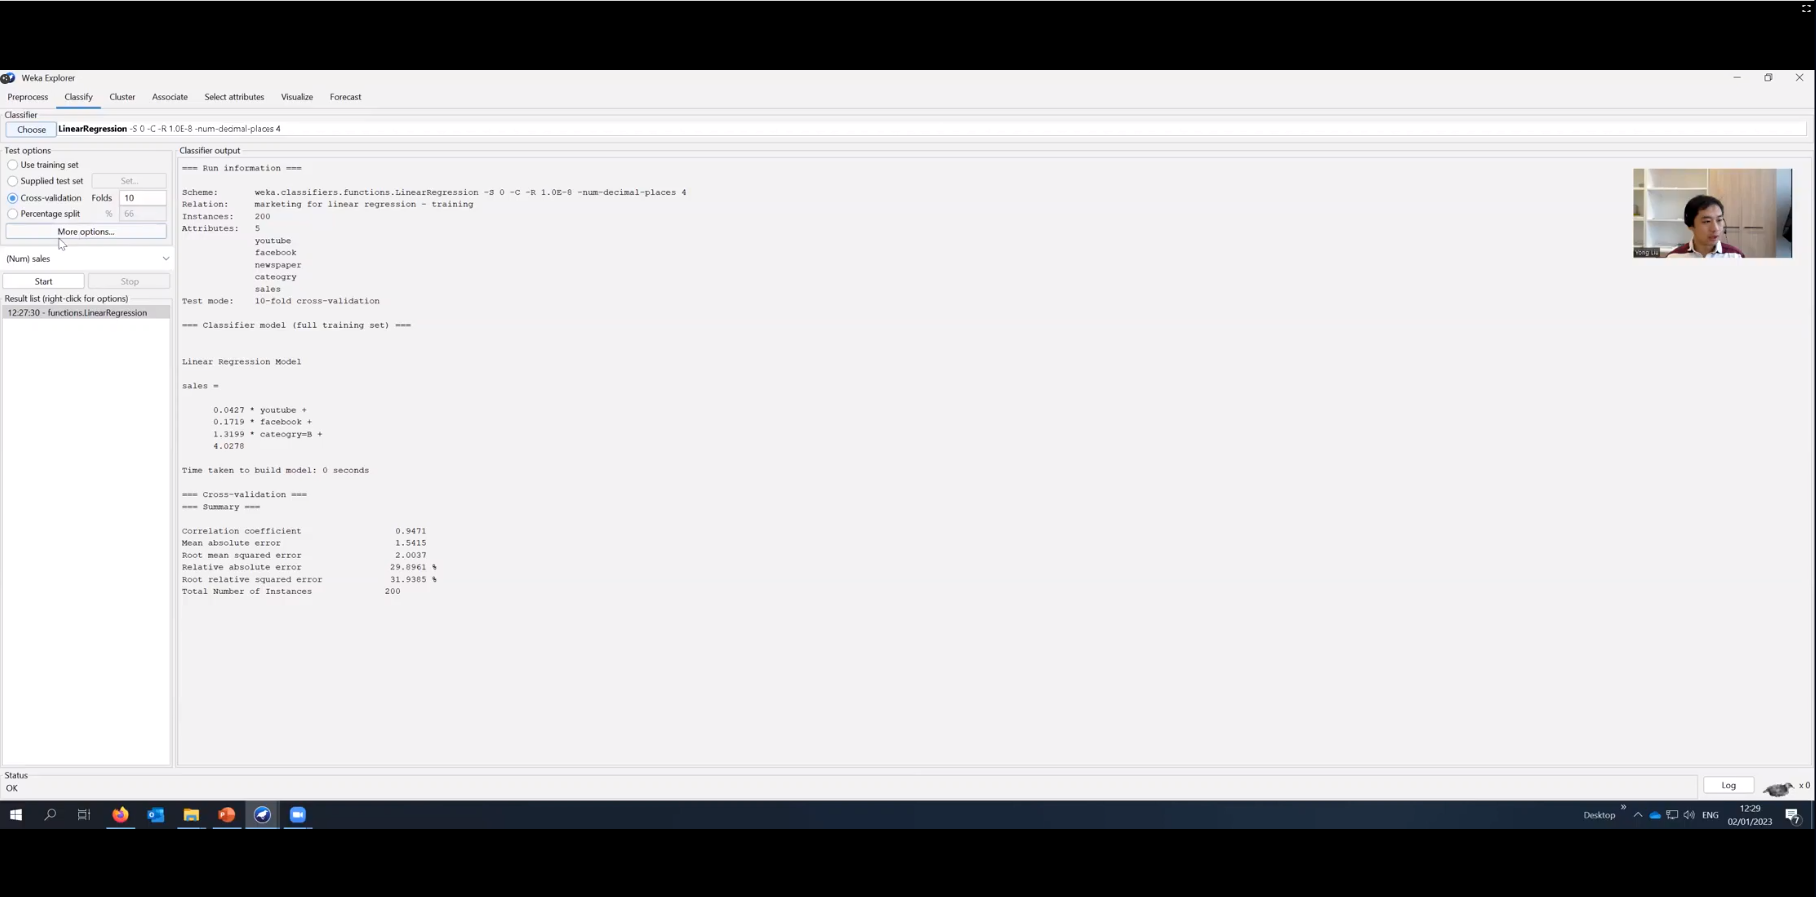 Weka Explorer
Preprocess Classify Cluster Associate Select attributes Visualize Forecast
Classifier
Choose LinearRegression -S 0 -C -R 1.0E-8 -num-decimal-places 4
Test options
Use training set
Supplied test set Set...
Cross-validation Folds 10
Percentage split % 66
More options...
(Num) sales
Start Stop
Result list (right-click for options)
12:27:30 - functions.LinearRegression
Classifier output
=== Run information ===
Scheme: weka.classifiers.functions.LinearRegression -S 0 -C -R 1.0E-8 -num-decimal-places 4
Relation: marketing for linear regression - training
Instances: 200
Attributes: 5
youtube
facebook
newspaper
cateogry
sales
Test mode: 10-fold cross-validation
=== Classifier model (full training set) ===
Linear Regression Model
sales =
0.0427 * youtube +
0.1719 * facebook +
1.3199 * cateogry=B +
4.0278
Time taken to build model: 0 seconds
=== Cross-validation ===
=== Summary ===
Correlation coefficient 0.9471
Mean absolute error 1.5415
Root mean squared error 2.0037
Relative absolute error 29.8961 %
Root relative squared error 31.9385 %
Total Number of Instances 200
Yong Liu
Status
OK
Log x 0
Desktop ENG 12:29
02/01/2023
7